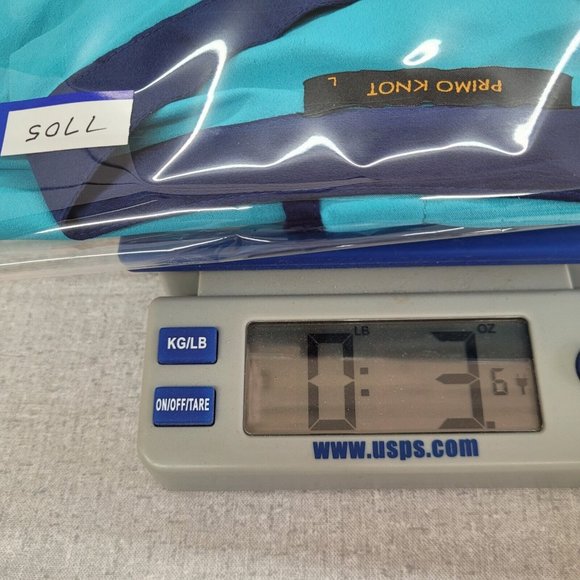 7705
PRIMO KNOT
L
KG/LB
ON/OFF/TARE
0: LB 3.6 OZ
www.usps.com